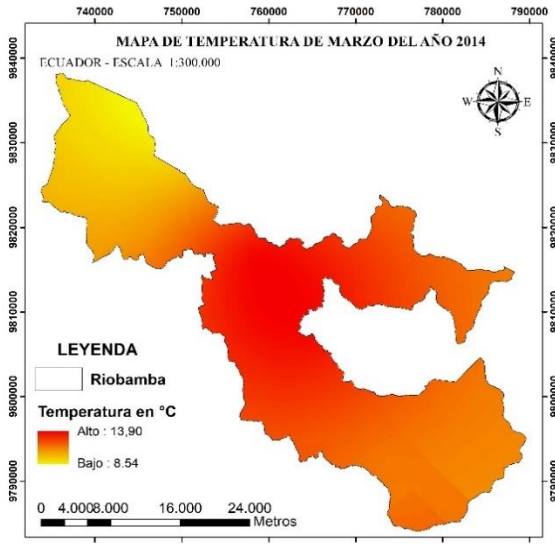 740000 750000 760000 770000 780000 790000
MAPA DE TEMPERATURA DE MARZO DEL AÑO 2014
ECUADOR - ESCALA 1:300.000
N
W E
S
9840000 9840000
9830000 9830000
9820000 9820000
9810000 9810000
9800000 9800000
9790000 9790000
LEYENDA
Riobamba
Temperatura en °C
Alto : 13,90
Bajo : 8.54
0 4.0008.000 16.000 24.000
Metros